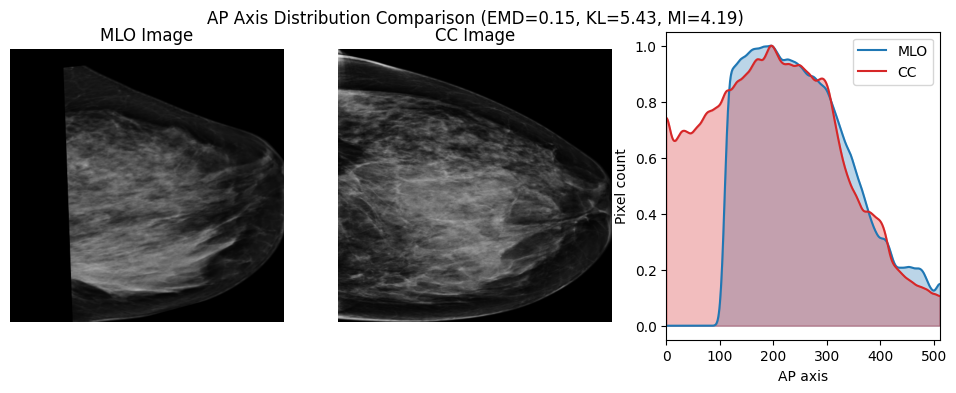 AP Axis Distribution Comparison (EMD=0.15, KL=5.43, MI=4.19)
MLO Image
CC Image
MLO
CC
Pixel count
1.0
0.8
0.6
0.4
0.2
0.0
0 100 200 300 400 500
AP axis